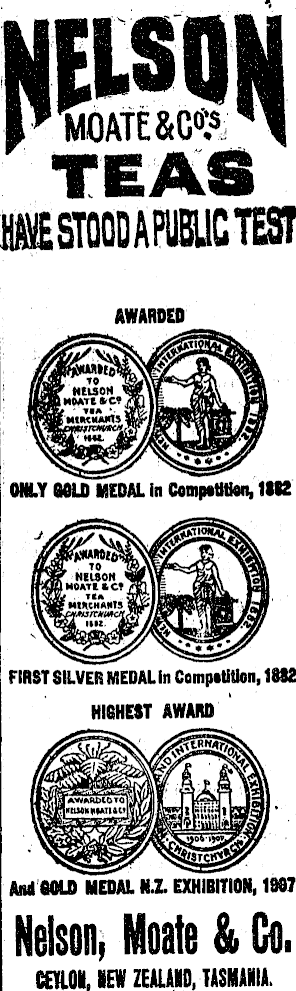 NELSON
MOATE & Co's
TEAS
HAVE STOOD A PUBLIC TEST
AWARDED
AWARDED
TO
NELSON
MOATE & Co
TEA
MERCHANTS
CHRISTCHURCH
1882.
INTERNATIONAL EXHIBITION 1882.
ONLY GOLD MEDAL in Competition, 1882
AWARDED
TO
NELSON
MOATE & Co
TEA
MERCHANTS
CHRISTCHURCH
1882.
INTERNATIONAL EXHIBITION 1882.
FIRST SILVER MEDAL in Competition, 1882
HIGHEST AWARD
AWARDED TO
NELSON MOATE & Co
INTERNATIONAL EXHIBITION
1906-1907
CHRISTCHURCH
And GOLD MEDAL N.Z. EXHIBITION, 1907
Nelson, Moate & Co.
CEYLON, NEW ZEALAND, TASMANIA.